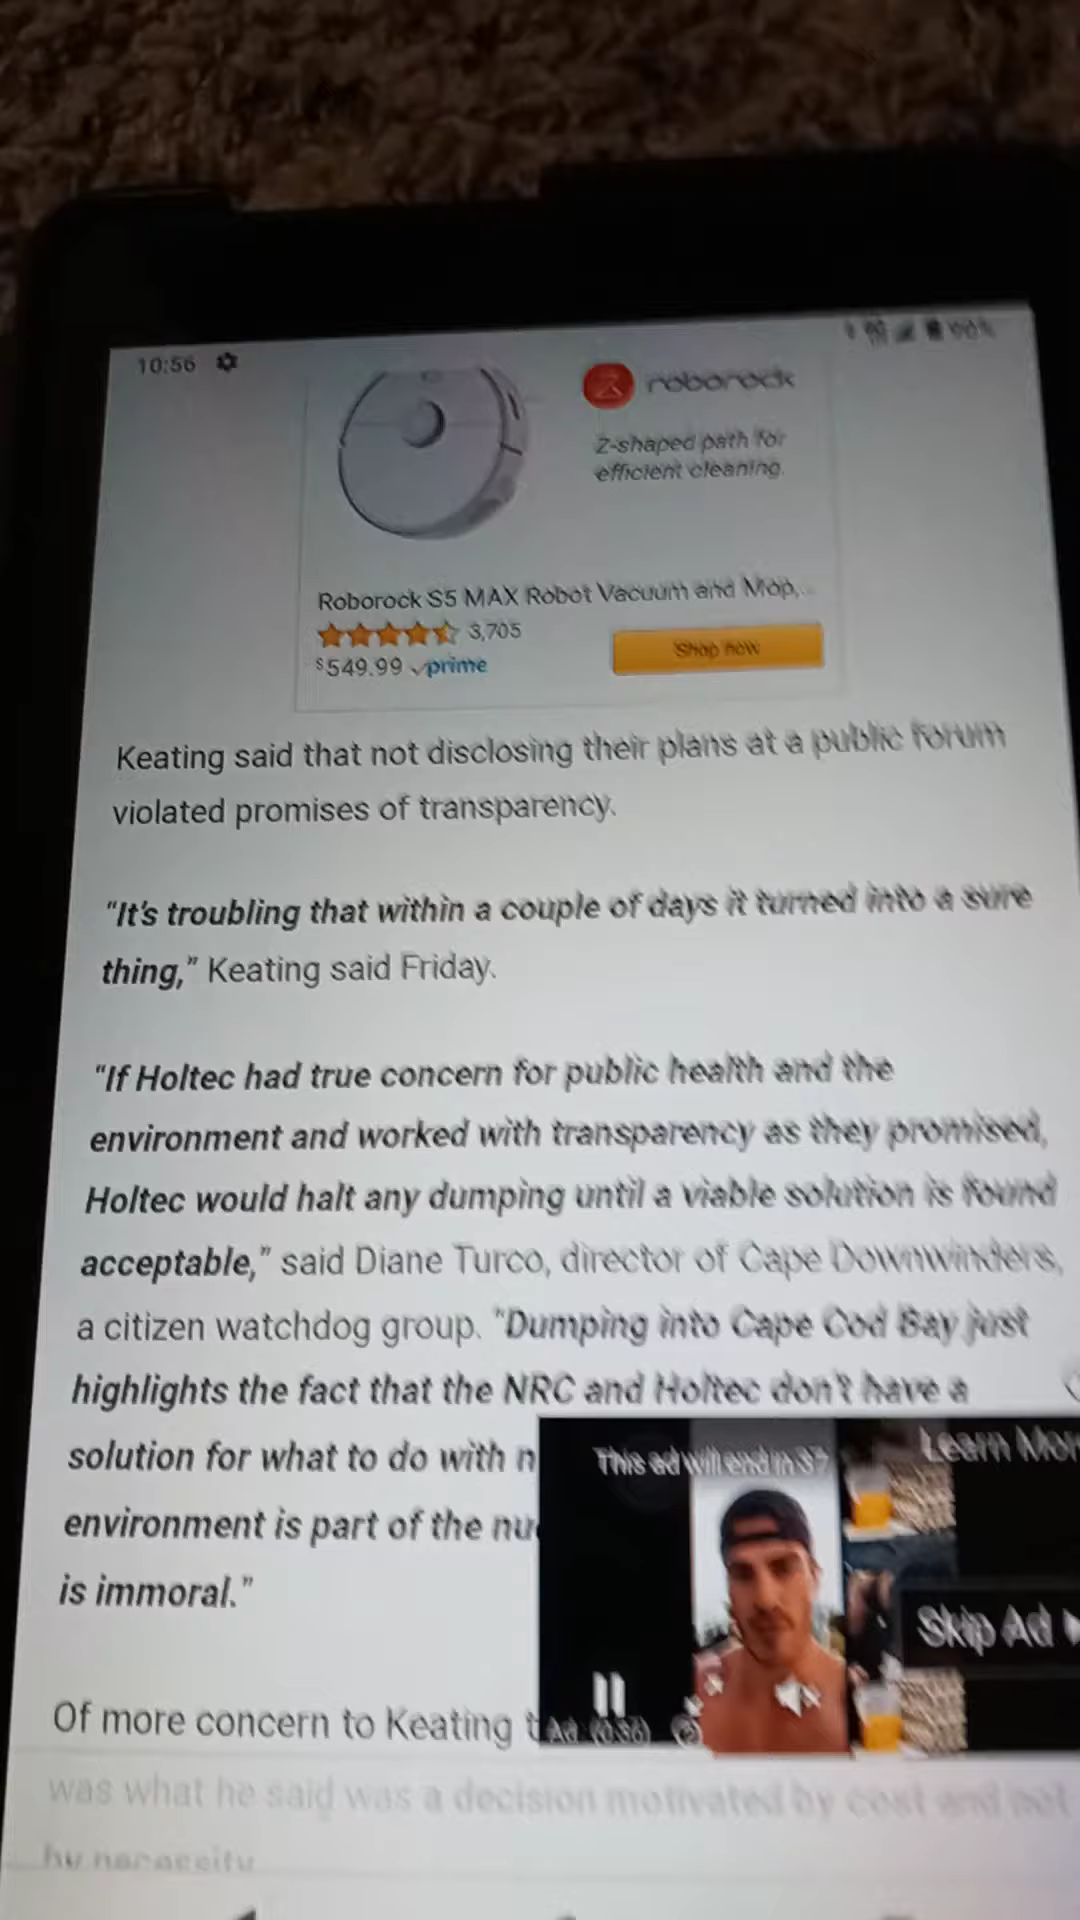 10:56
100%
roborock
Z-shaped path for
efficient cleaning.
Roborock S5 MAX Robot Vacuum and Mop,...
3,705
Shop now
$549.99 prime
Keating said that not disclosing their plans at a public forum
violated promises of transparency.
"It's troubling that within a couple of days it turned into a sure
thing," Keating said Friday.
"If Holtec had true concern for public health and the
environment and worked with transparency as they promised,
Holtec would halt any dumping until a viable solution is found
acceptable," said Diane Turco, director of Cape Downwinders,
a citizen watchdog group. "Dumping into Cape Cod Bay just
highlights the fact that the NRC and Holtec don't have a
solution for what to do with n
This ad will end in 37
Learn Mor
environment is part of the nu
is immoral."
Skip Ad
Of more concern to Keating t
Ad (0:36)
was what he said was a decision motivated by cost and not
by necessity